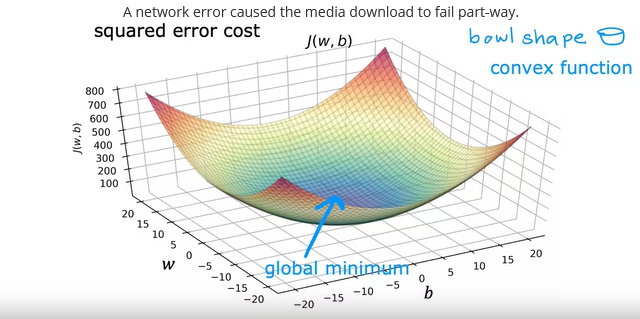 A network error caused the media download to fail part-way.
squared error cost
J(w, b)
bowl shape
convex function
J(w, b)
800
700
600
500
400
300
200
100
20
15
10
5
0
−5
−10
−15
−20
w
global minimum
−20
−15
−10
−5
0
5
10
15
20
b